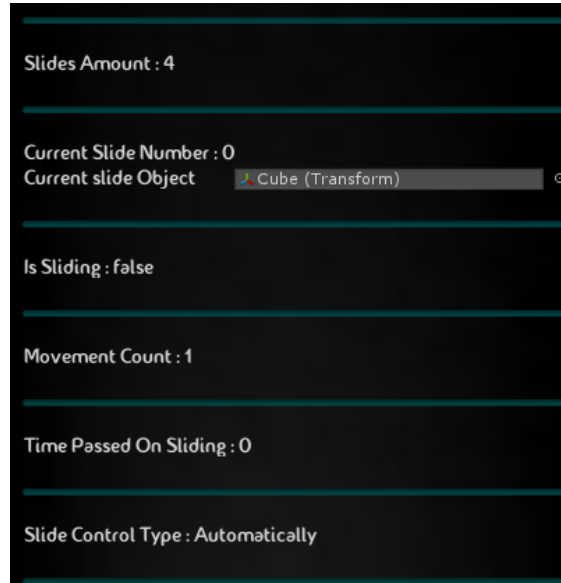 Slides Amount : 4
Current Slide Number : 0
Current slide Object Cube (Transform)
Is Sliding : false
Movement Count : 1
Time Passed On Sliding : 0
Slide Control Type : Automatically